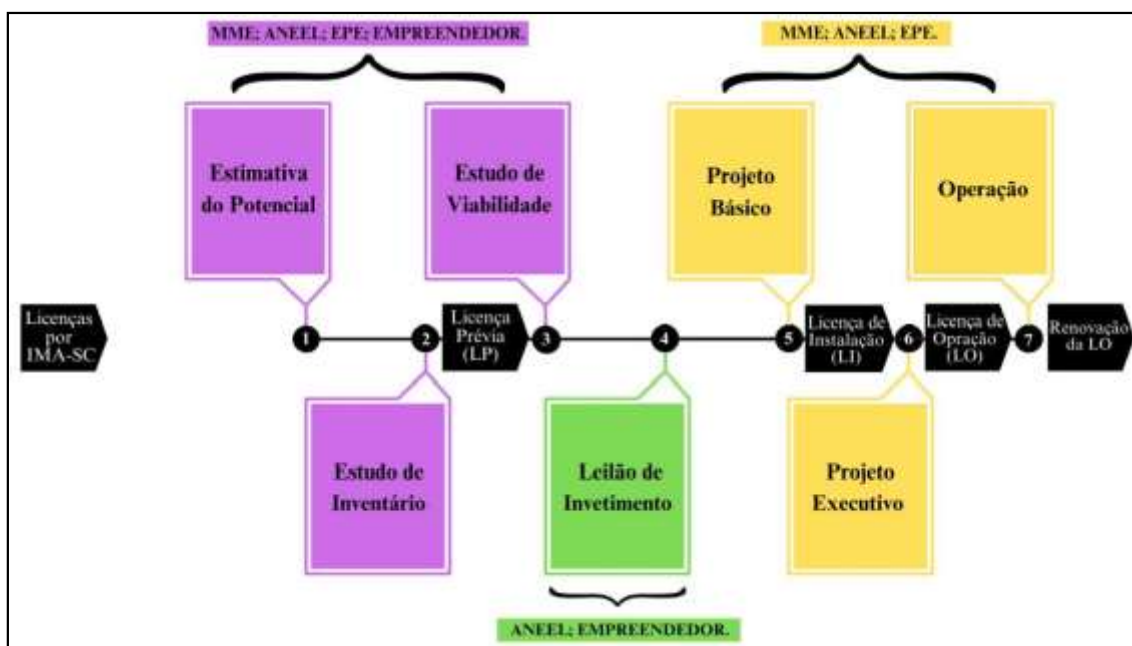 MME; ANEEL; EPE; EMPREENDEDOR.
MME; ANEEL; EPE.
Estimativa
do Potencial
Estudo de
Viabilidade
Projeto
Básico
Operação
Licenças
por
IMA-SC
1
2
Licença
Prévia
(LP)
3
4
5
Licença de
Instalação
(LI)
6
Licença de
Opração
(LO)
7
Renovação
da LO
Estudo de
Inventário
Leilão de
Invetimento
Projeto
Executivo
ANEEL; EMPREENDEDOR.